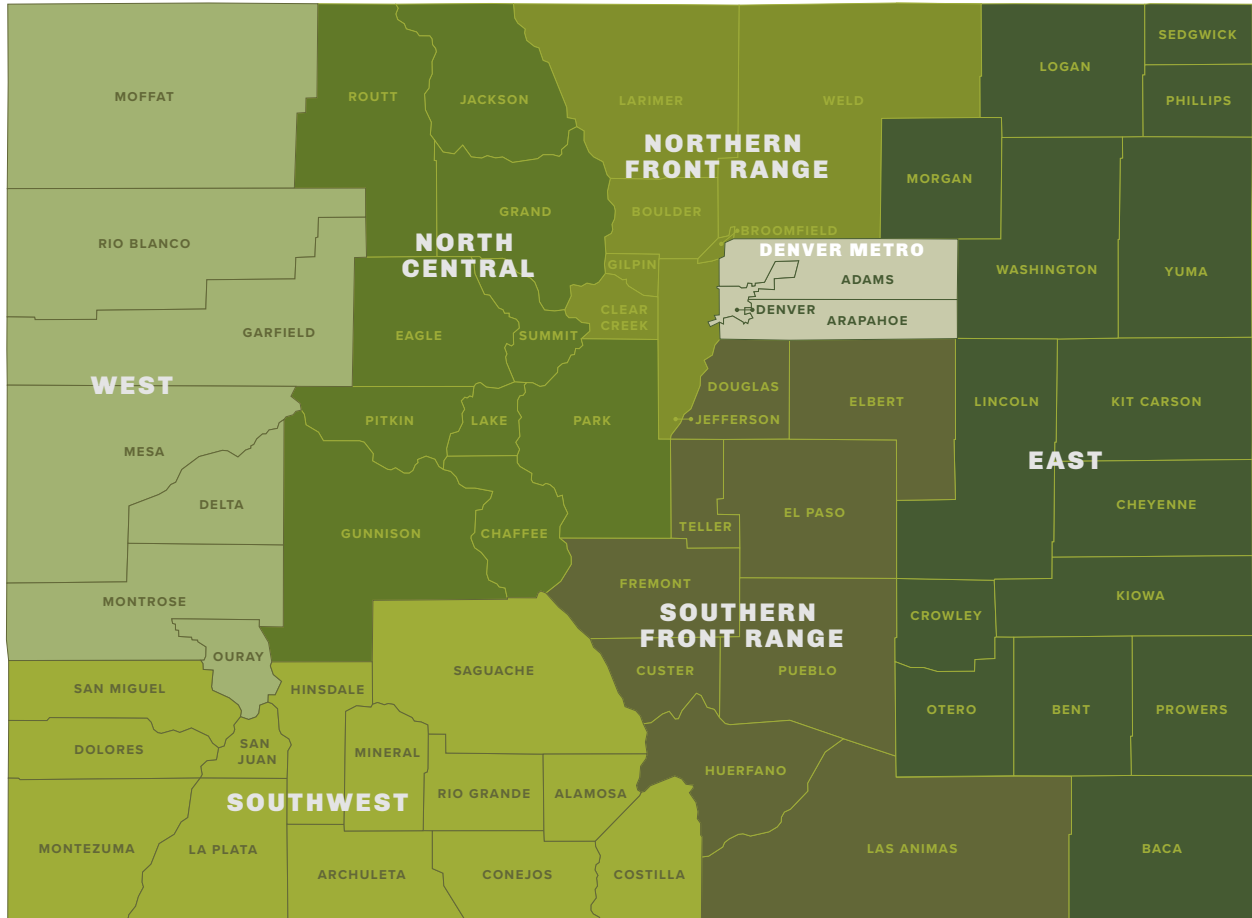 SEDGWICK
LOGAN
MOFFAT
ROUTT
JACKSON
LARIMER
WELD
PHILLIPS
NORTHERN
FRONT RANGE
MORGAN
GRAND
BOULDER
BROOMFIELD
RIO BLANCO
NORTH
CENTRAL
DENVER METRO
GILPIN
WASHINGTON
YUMA
ADAMS
CLEAR
CREEK
DENVER
ARAPAHOE
GARFIELD
EAGLE
SUMMIT
WEST
DOUGLAS
ELBERT
LINCOLN
KIT CARSON
PITKIN
LAKE
PARK
JEFFERSON
MESA
EAST
DELTA
CHEYENNE
EL PASO
TELLER
GUNNISON
CHAFFEE
FREMONT
MONTROSE
KIOWA
SOUTHERN
FRONT RANGE
CROWLEY
OURAY
SAGUACHE
CUSTER
PUEBLO
SAN MIGUEL
HINSDALE
OTERO
BENT
PROWERS
DOLORES
SAN
JUAN
MINERAL
HUERFANO
RIO GRANDE
ALAMOSA
SOUTHWEST
MONTEZUMA
LA PLATA
LAS ANIMAS
BACA
ARCHULETA
CONEJOS
COSTILLA